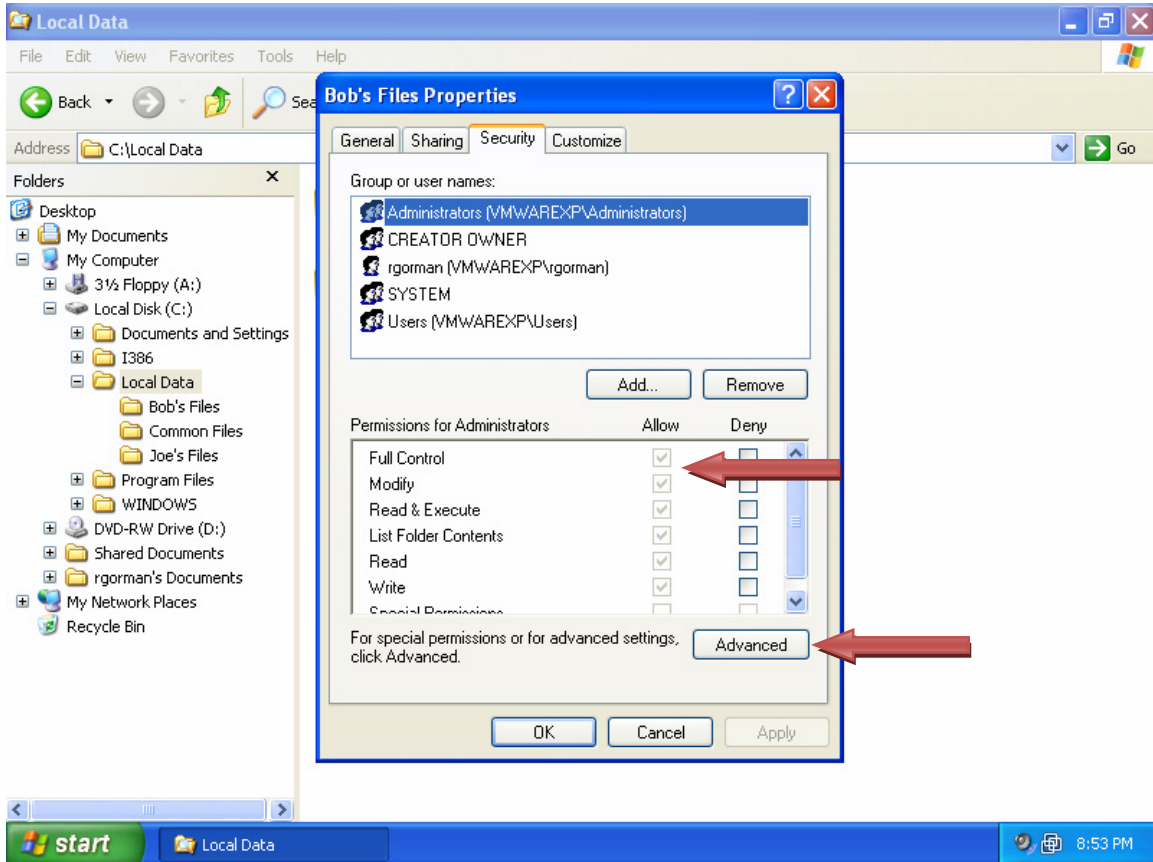 Local Data
File Edit View Favorites Tools Help
Back
Sea
Address C:\Local Data
Go
Folders
Desktop
My Documents
My Computer
3½ Floppy (A:)
Local Disk (C:)
Documents and Settings
I386
Local Data
Bob's Files
Common Files
Joe's Files
Program Files
WINDOWS
DVD-RW Drive (D:)
Shared Documents
rgorman's Documents
My Network Places
Recycle Bin
Bob's Files Properties
General Sharing Security Customize
Group or user names:
Administrators (VMWAREXP\Administrators)
CREATOR OWNER
rgorman (VMWAREXP\rgorman)
SYSTEM
Users (VMWAREXP\Users)
Add... Remove
Permissions for Administrators Allow Deny
Full Control
Modify
Read & Execute
List Folder Contents
Read
Write
Special Permissions
For special permissions or for advanced settings,
click Advanced.
Advanced
OK Cancel Apply
start Local Data 8:53 PM